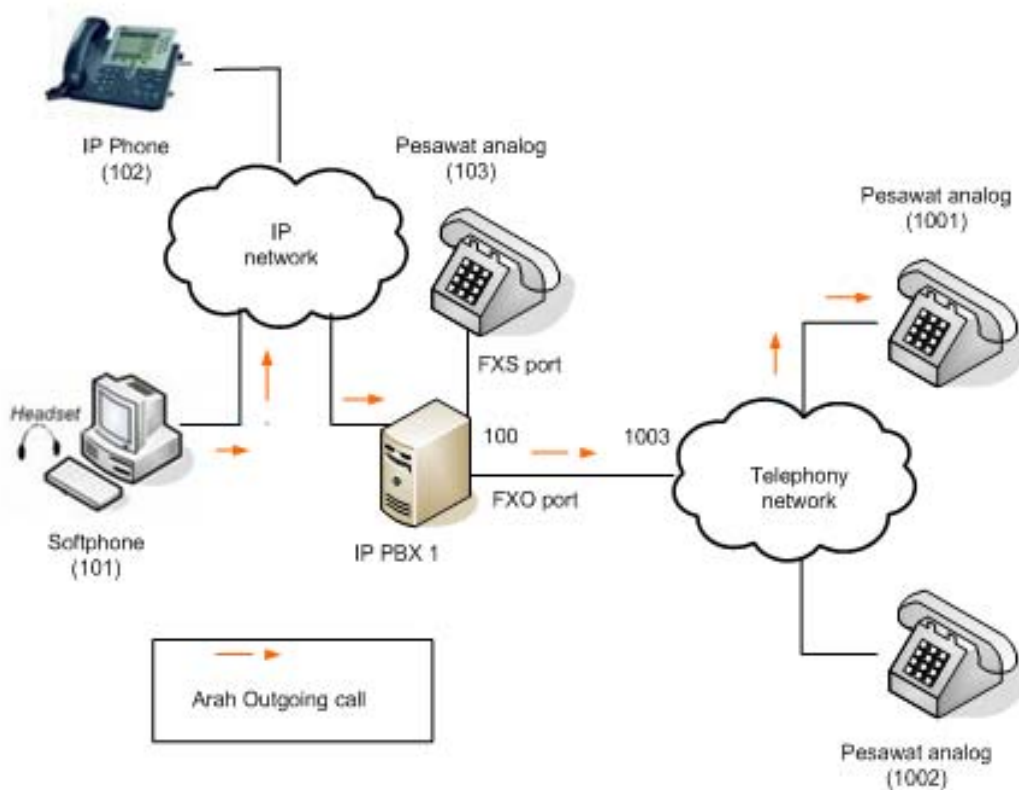 IP Phone
(102)
Pesawat analog
(103)
Pesawat analog
(1001)
IP
network
FXS port
Headset
100
1003
Telephony
network
FXO port
Softphone
(101)
IP PBX 1
Arah Outgoing call
Pesawat analog
(1002)